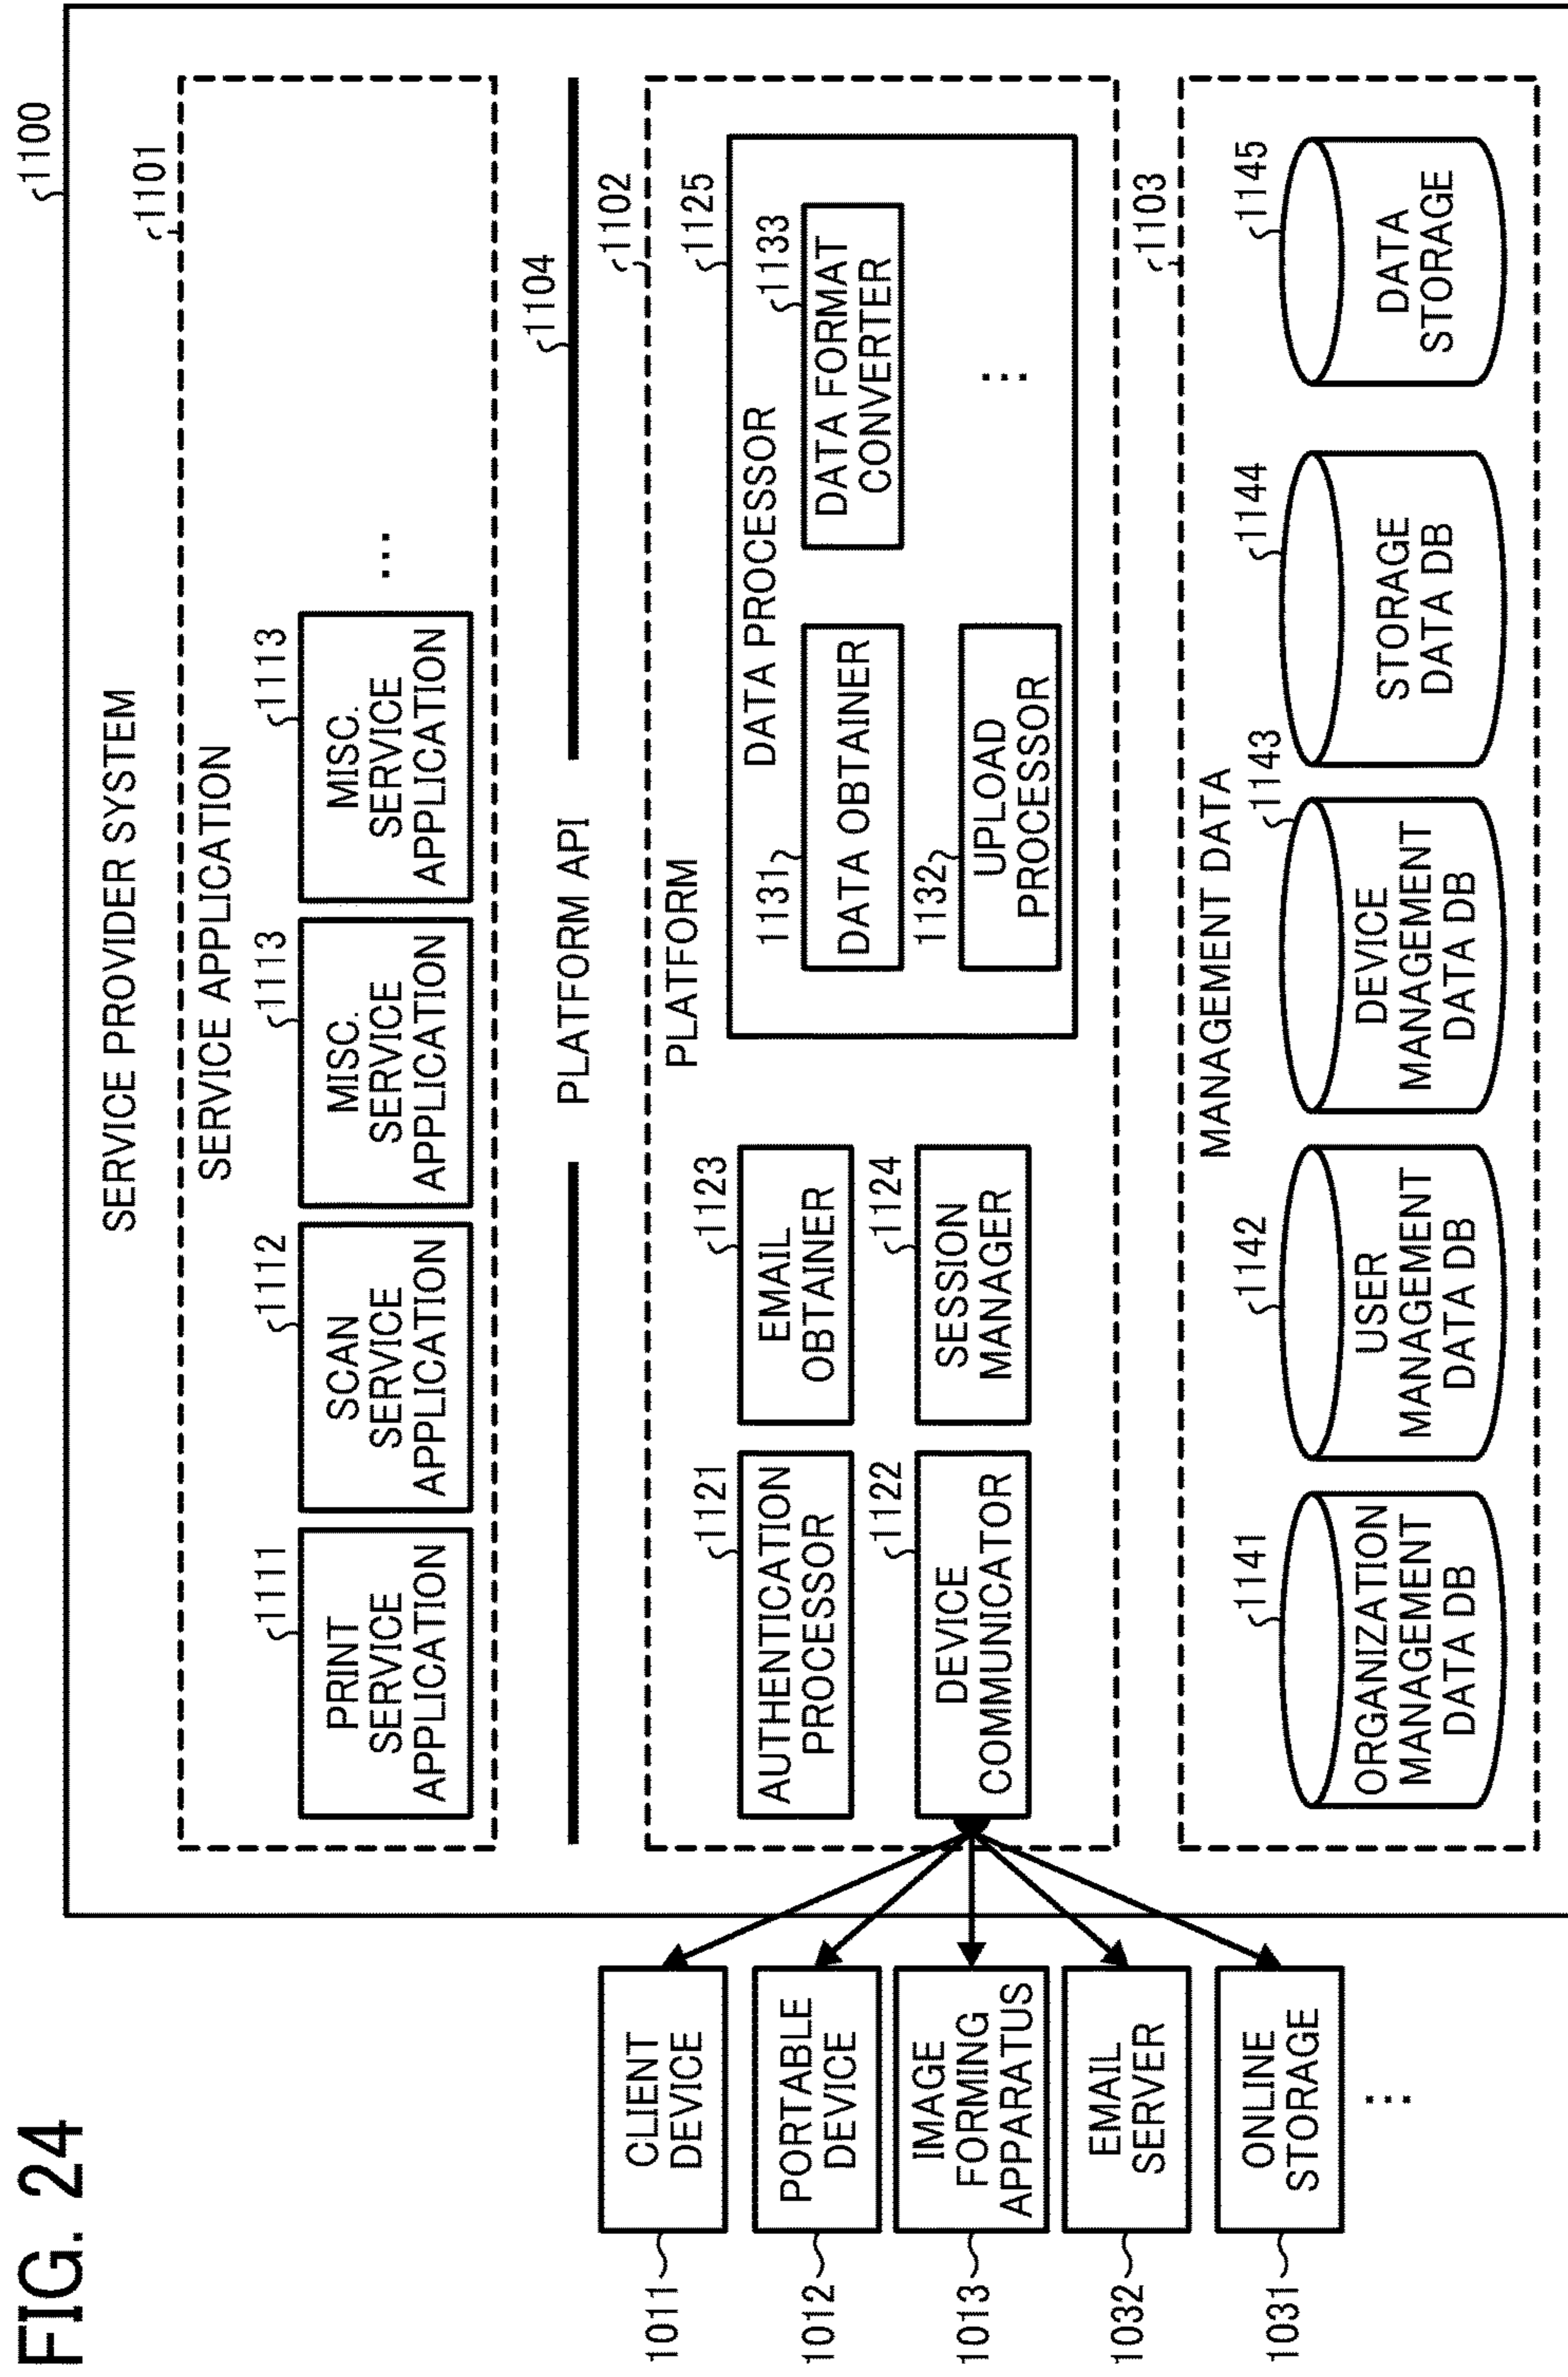 FIG. 24
1100
SERVICE PROVIDER SYSTEM
1101
SERVICE APPLICATION
1111
PRINT
SERVICE
APPLICATION
1112
SCAN
SERVICE
APPLICATION
1113
MISC.
SERVICE
APPLICATION
1113
MISC.
SERVICE
APPLICATION
...
1104
PLATFORM API
1102
PLATFORM
1121
AUTHENTICATION
PROCESSOR
1123
EMAIL
OBTAINER
1122
DEVICE
COMMUNICATOR
1124
SESSION
MANAGER
1125
DATA PROCESSOR
1131
DATA OBTAINER
1133
DATA FORMAT
CONVERTER
1132
UPLOAD
PROCESSOR
...
1103
MANAGEMENT DATA
1141
ORGANIZATION
MANAGEMENT
DATA DB
1142
USER
MANAGEMENT
DATA DB
1143
DEVICE
MANAGEMENT
DATA DB
1144
STORAGE
DATA DB
1145
DATA
STORAGE
1011
CLIENT
DEVICE
1012
PORTABLE
DEVICE
1013
IMAGE
FORMING
APPARATUS
1032
EMAIL
SERVER
1031
ONLINE
STORAGE
...